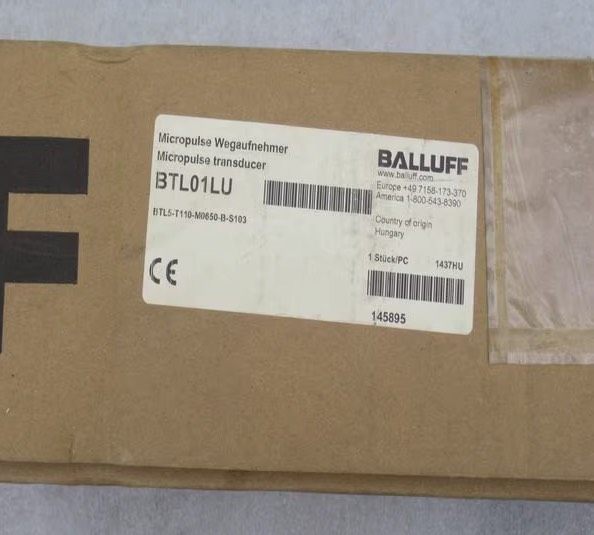 Micropulse Wegaufnehmer
Micropulse transducer
BTL01LU
BTL5-T110-M0650-B-S103
BALLUFF
www.balluff.com
Europe +49 7158-173-370
America 1-800-543-8390
Country of origin
Hungary
1 Stück/PC 1437HU
145895
CE
F